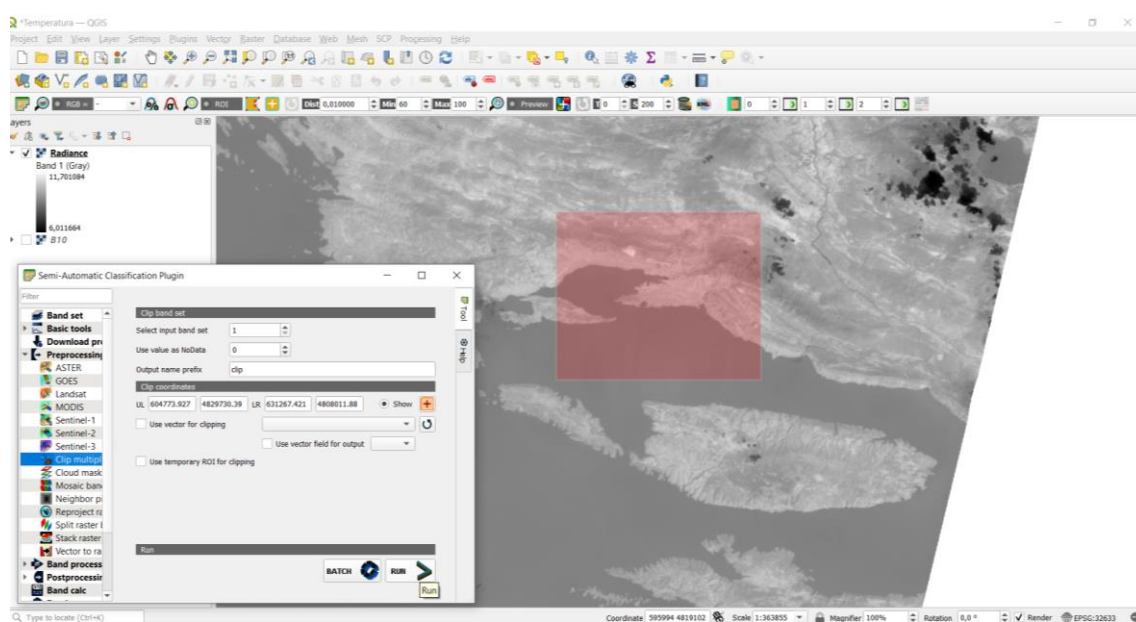 *Temperatura — QGIS
Project Edit View Layer Settings Plugins Vector Raster Database Web Mesh SCP Processing Help
RGB = - ROI Dist 0,010000 Min 60 Max 100 Preview T 0 S 200 0 1 2
ayers
Radiance
Band 1 (Gray)
11,701084
6,011664
B10
Semi-Automatic Classification Plugin
Filter
Band set
Basic tools
Download pro
Preprocessing
ASTER
GOES
Landsat
MODIS
Sentinel-1
Sentinel-2
Sentinel-3
Clip multipl
Cloud mask
Mosaic ban
Neighbor pi
Reproject ra
Split raster
Stack raster
Vector to ra
Band process
Postprocessin
Band calc
Clip band set
Select input band set 1
Use value as NoData 0
Output name prefix clip
Clip coordinates
UL 604773.927 4829730.39 LR 631267.421 4808011.88 Show
Use vector for clipping
Use vector field for output
Use temporary ROI for clipping
Run
BATCH RUN
Run
Tool
Help
Type to locate (Ctrl+K) Coordinate 595994 4819102 Scale 1:363855 Magnifier 100% Rotation 0,0 ° Render EPSG:32633